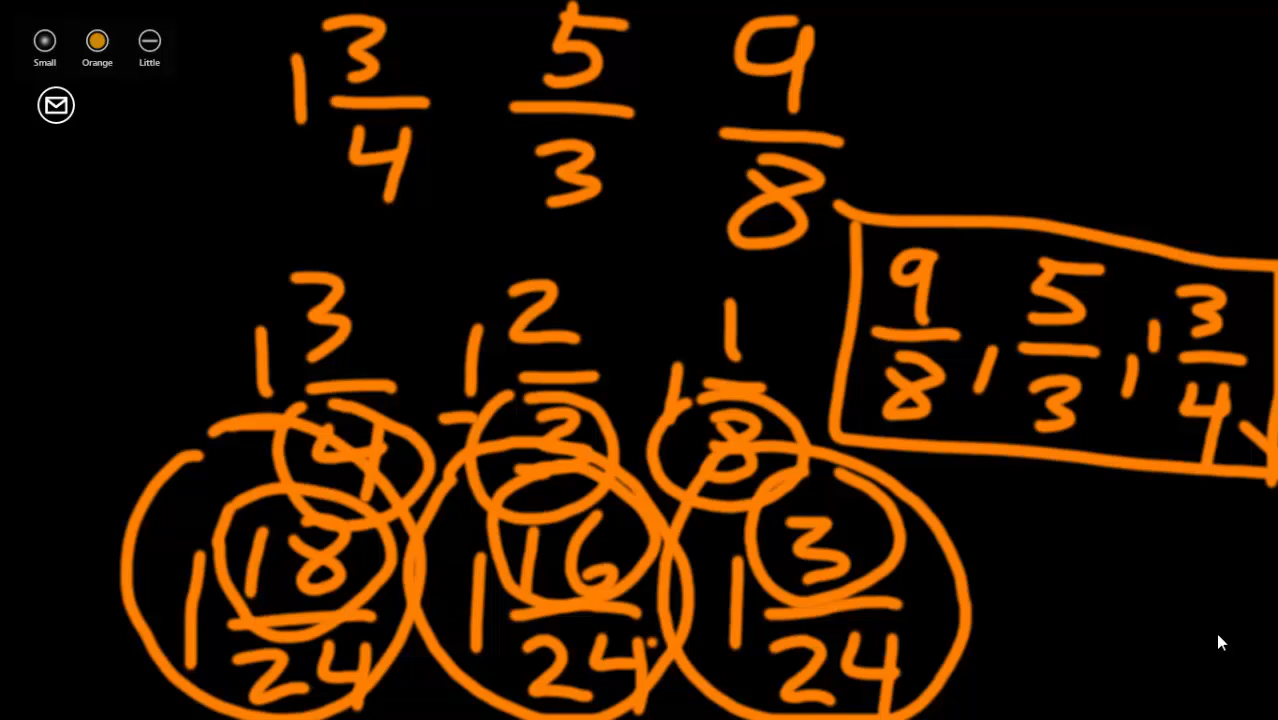 Small Orange Little
1 3/4 5/3 9/8
9/8, 5/3, 1 3/4
1 3/4 1 2/3 1 1/8
1 18/24 1 16/24 1 3/24